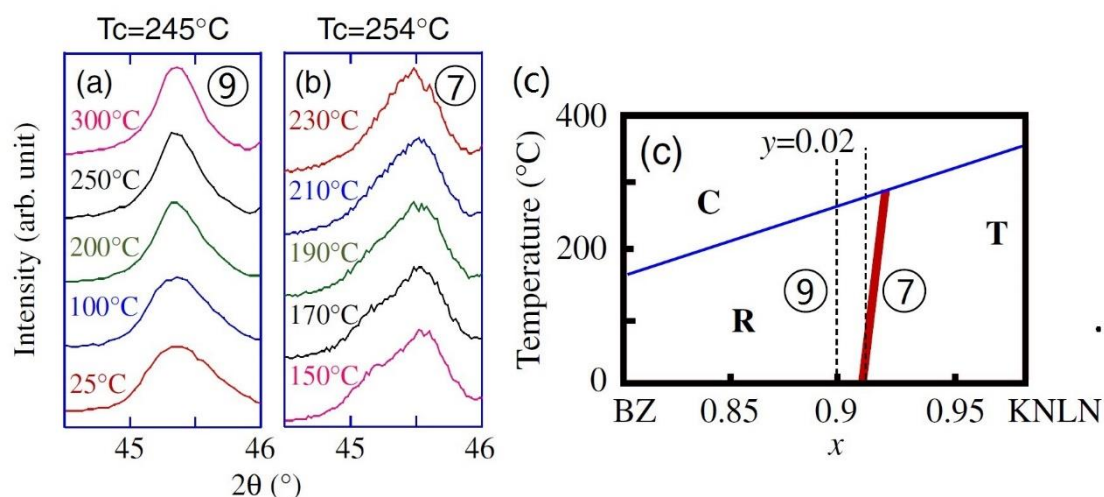 Tc=245°C
Tc=254°C
(a)
⑨
300°C
250°C
200°C
100°C
25°C
45
46
(b)
⑦
230°C
210°C
190°C
170°C
150°C
45
46
Intensity (arb. unit)
2θ (°)
(c)
(c)
y=0.02
C
T
R
⑨
⑦
Temperature (°C)
400
200
0
BZ 0.85 0.9 0.95 KNLN
x